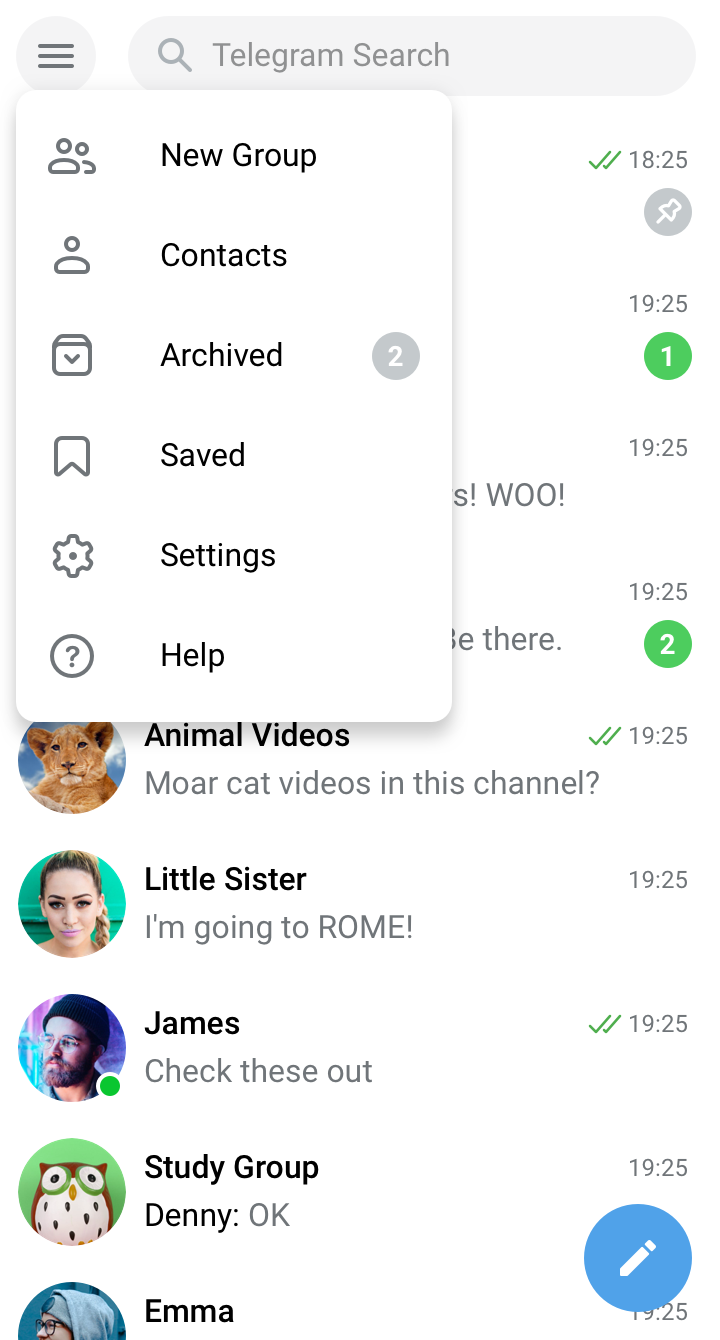 Telegram Search
New Group
18:25
Contacts
19:25
Archived 2
1
Saved
19:25
WOO!
Settings
19:25
Be there.
2
Help
Animal Videos
19:25
Moar cat videos in this channel?
Little Sister
19:25
I'm going to ROME!
James
19:25
Check these out
Study Group
19:25
Denny: OK
Emma
19:25